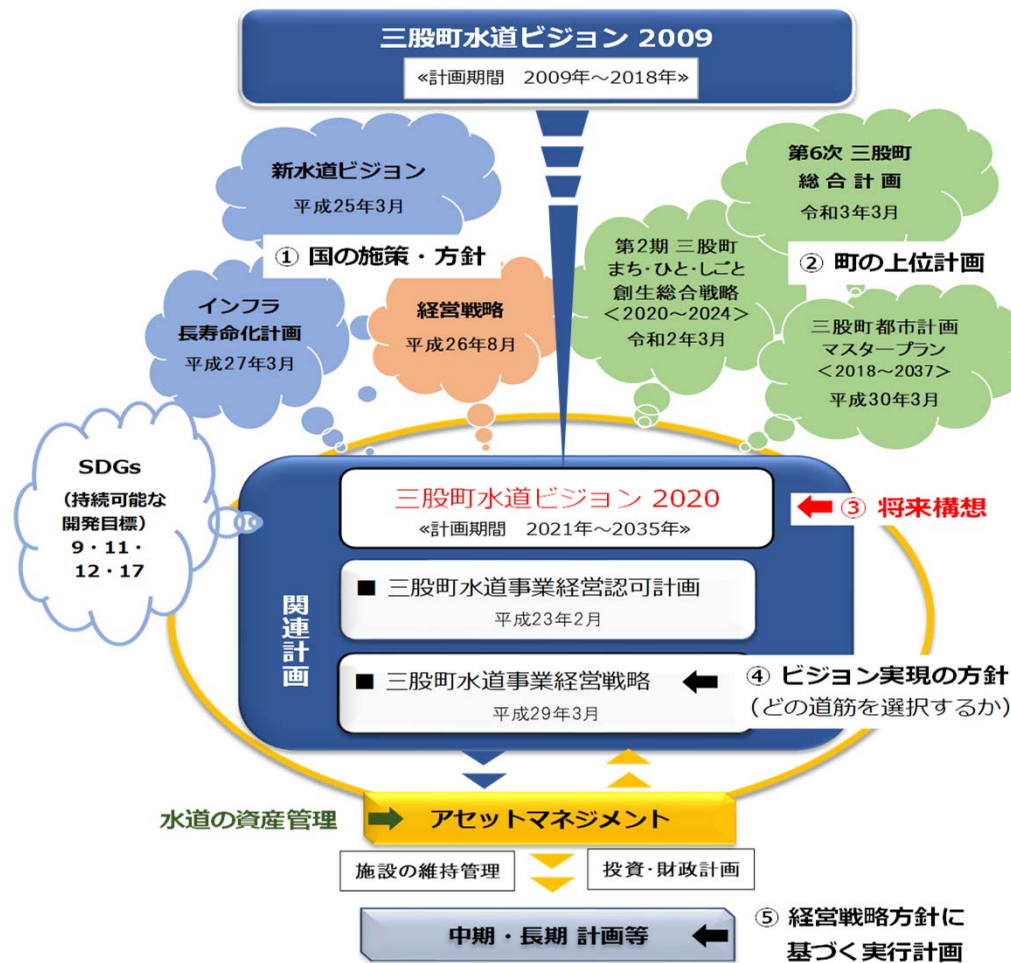 三股町水道ビジョン 2009
≪計画期間　2009年～2018年≫
新水道ビジョン
平成25年3月
① 国の施策・方針
インフラ
長寿命化計画
平成27年3月
経営戦略
平成26年8月
第6次 三股町
総 合 計 画
令和3年3月
第2期 三股町
まち・ひと・しごと
創生総合戦略
＜2020～2024＞
令和2年3月
② 町の上位計画
三股町都市計画
マスタープラン
＜2018～2037＞
平成30年3月
SDGs
（持続可能な
開発目標）
9・11・
12・17
関連計画
三股町水道ビジョン 2020
≪計画期間　2021年～2035年≫
③ 将来構想
■ 三股町水道事業経営認可計画
平成23年2月
■ 三股町水道事業経営戦略
平成29年3月
④ ビジョン実現の方針
（どの道筋を選択するか）
水道の資産管理
アセットマネジメント
施設の維持管理
投資・財政計画
中期・長期 計画等
⑤ 経営戦略方針に
基づく実行計画